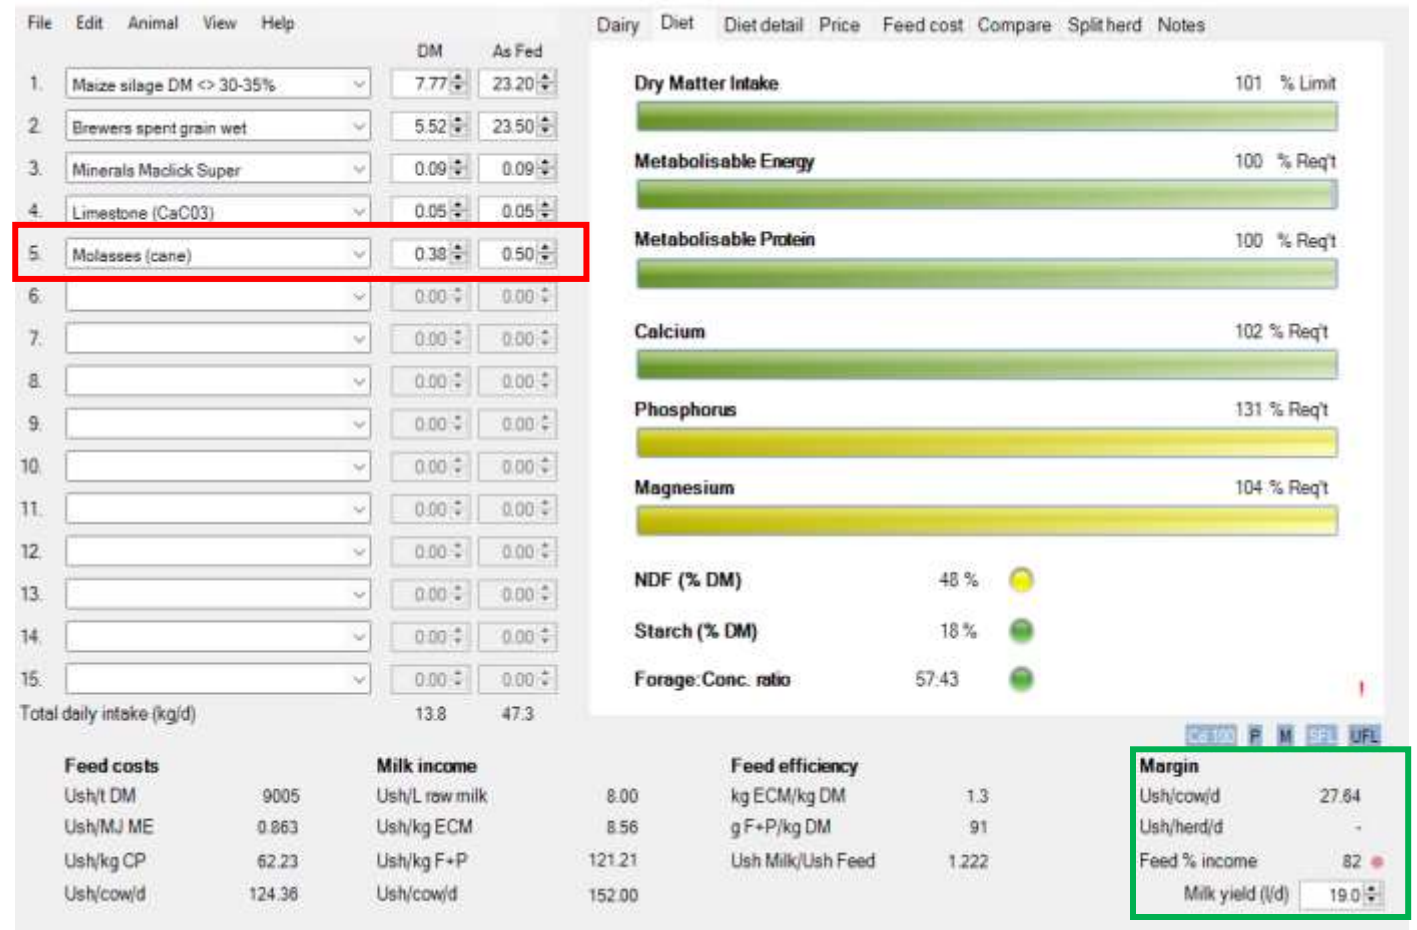 File Edit Animal View Help
Dairy Diet Diet detail Price Feed cost Compare Split herd Notes
DM As Fed
1. Maize silage DM <> 30-35% 7.77 23.20
2. Brewers spent grain wet 5.52 23.50
3. Minerals Maclick Super 0.09 0.09
4. Limestone (CaC03) 0.05 0.05
5. Molasses (cane) 0.38 0.50
6. 0.00 0.00
7. 0.00 0.00
8. 0.00 0.00
9. 0.00 0.00
10. 0.00 0.00
11. 0.00 0.00
12. 0.00 0.00
13. 0.00 0.00
14. 0.00 0.00
15. 0.00 0.00
Total daily intake (kg/d) 13.8 47.3
Dry Matter Intake 101 % Limit
Metabolisable Energy 100 % Req't
Metabolisable Protein 100 % Req't
Calcium 102 % Req't
Phosphorus 131 % Req't
Magnesium 104 % Req't
NDF (% DM) 48 %
Starch (% DM) 18 %
Forage:Conc. ratio 57:43
!
P M SFL UFL
Feed costs
Ush/t DM 9005
Ush/MJ ME 0.863
Ush/kg CP 62.23
Ush/cow/d 124.36
Milk income
Ush/L raw milk 8.00
Ush/kg ECM 8.56
Ush/kg F+P 121.21
Ush/cow/d 152.00
Feed efficiency
kg ECM/kg DM 1.3
g F+P/kg DM 91
Ush Milk/Ush Feed 1.222
Margin
Ush/cow/d 27.64
Ush/herd/d -
Feed % income 82
Milk yield (l/d) 19.0